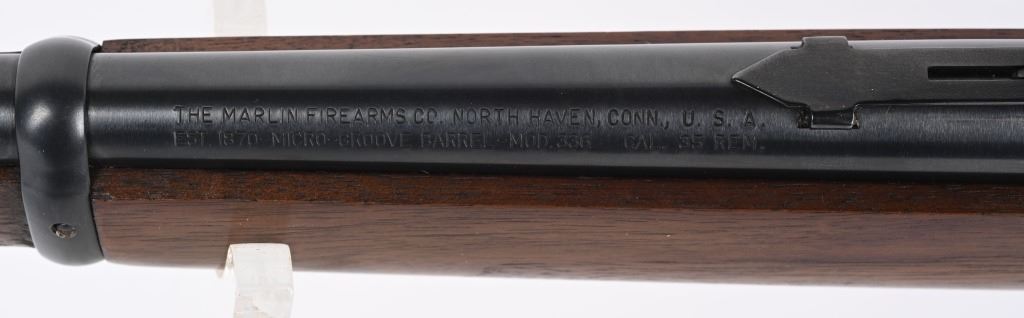 THE MARLIN FIREARMS CO. NORTH HAVEN, CONN., U. S. A.
EST. 1870 MICRO-GROOVE BARREL-MOD. 336 CAL. 35 REM.